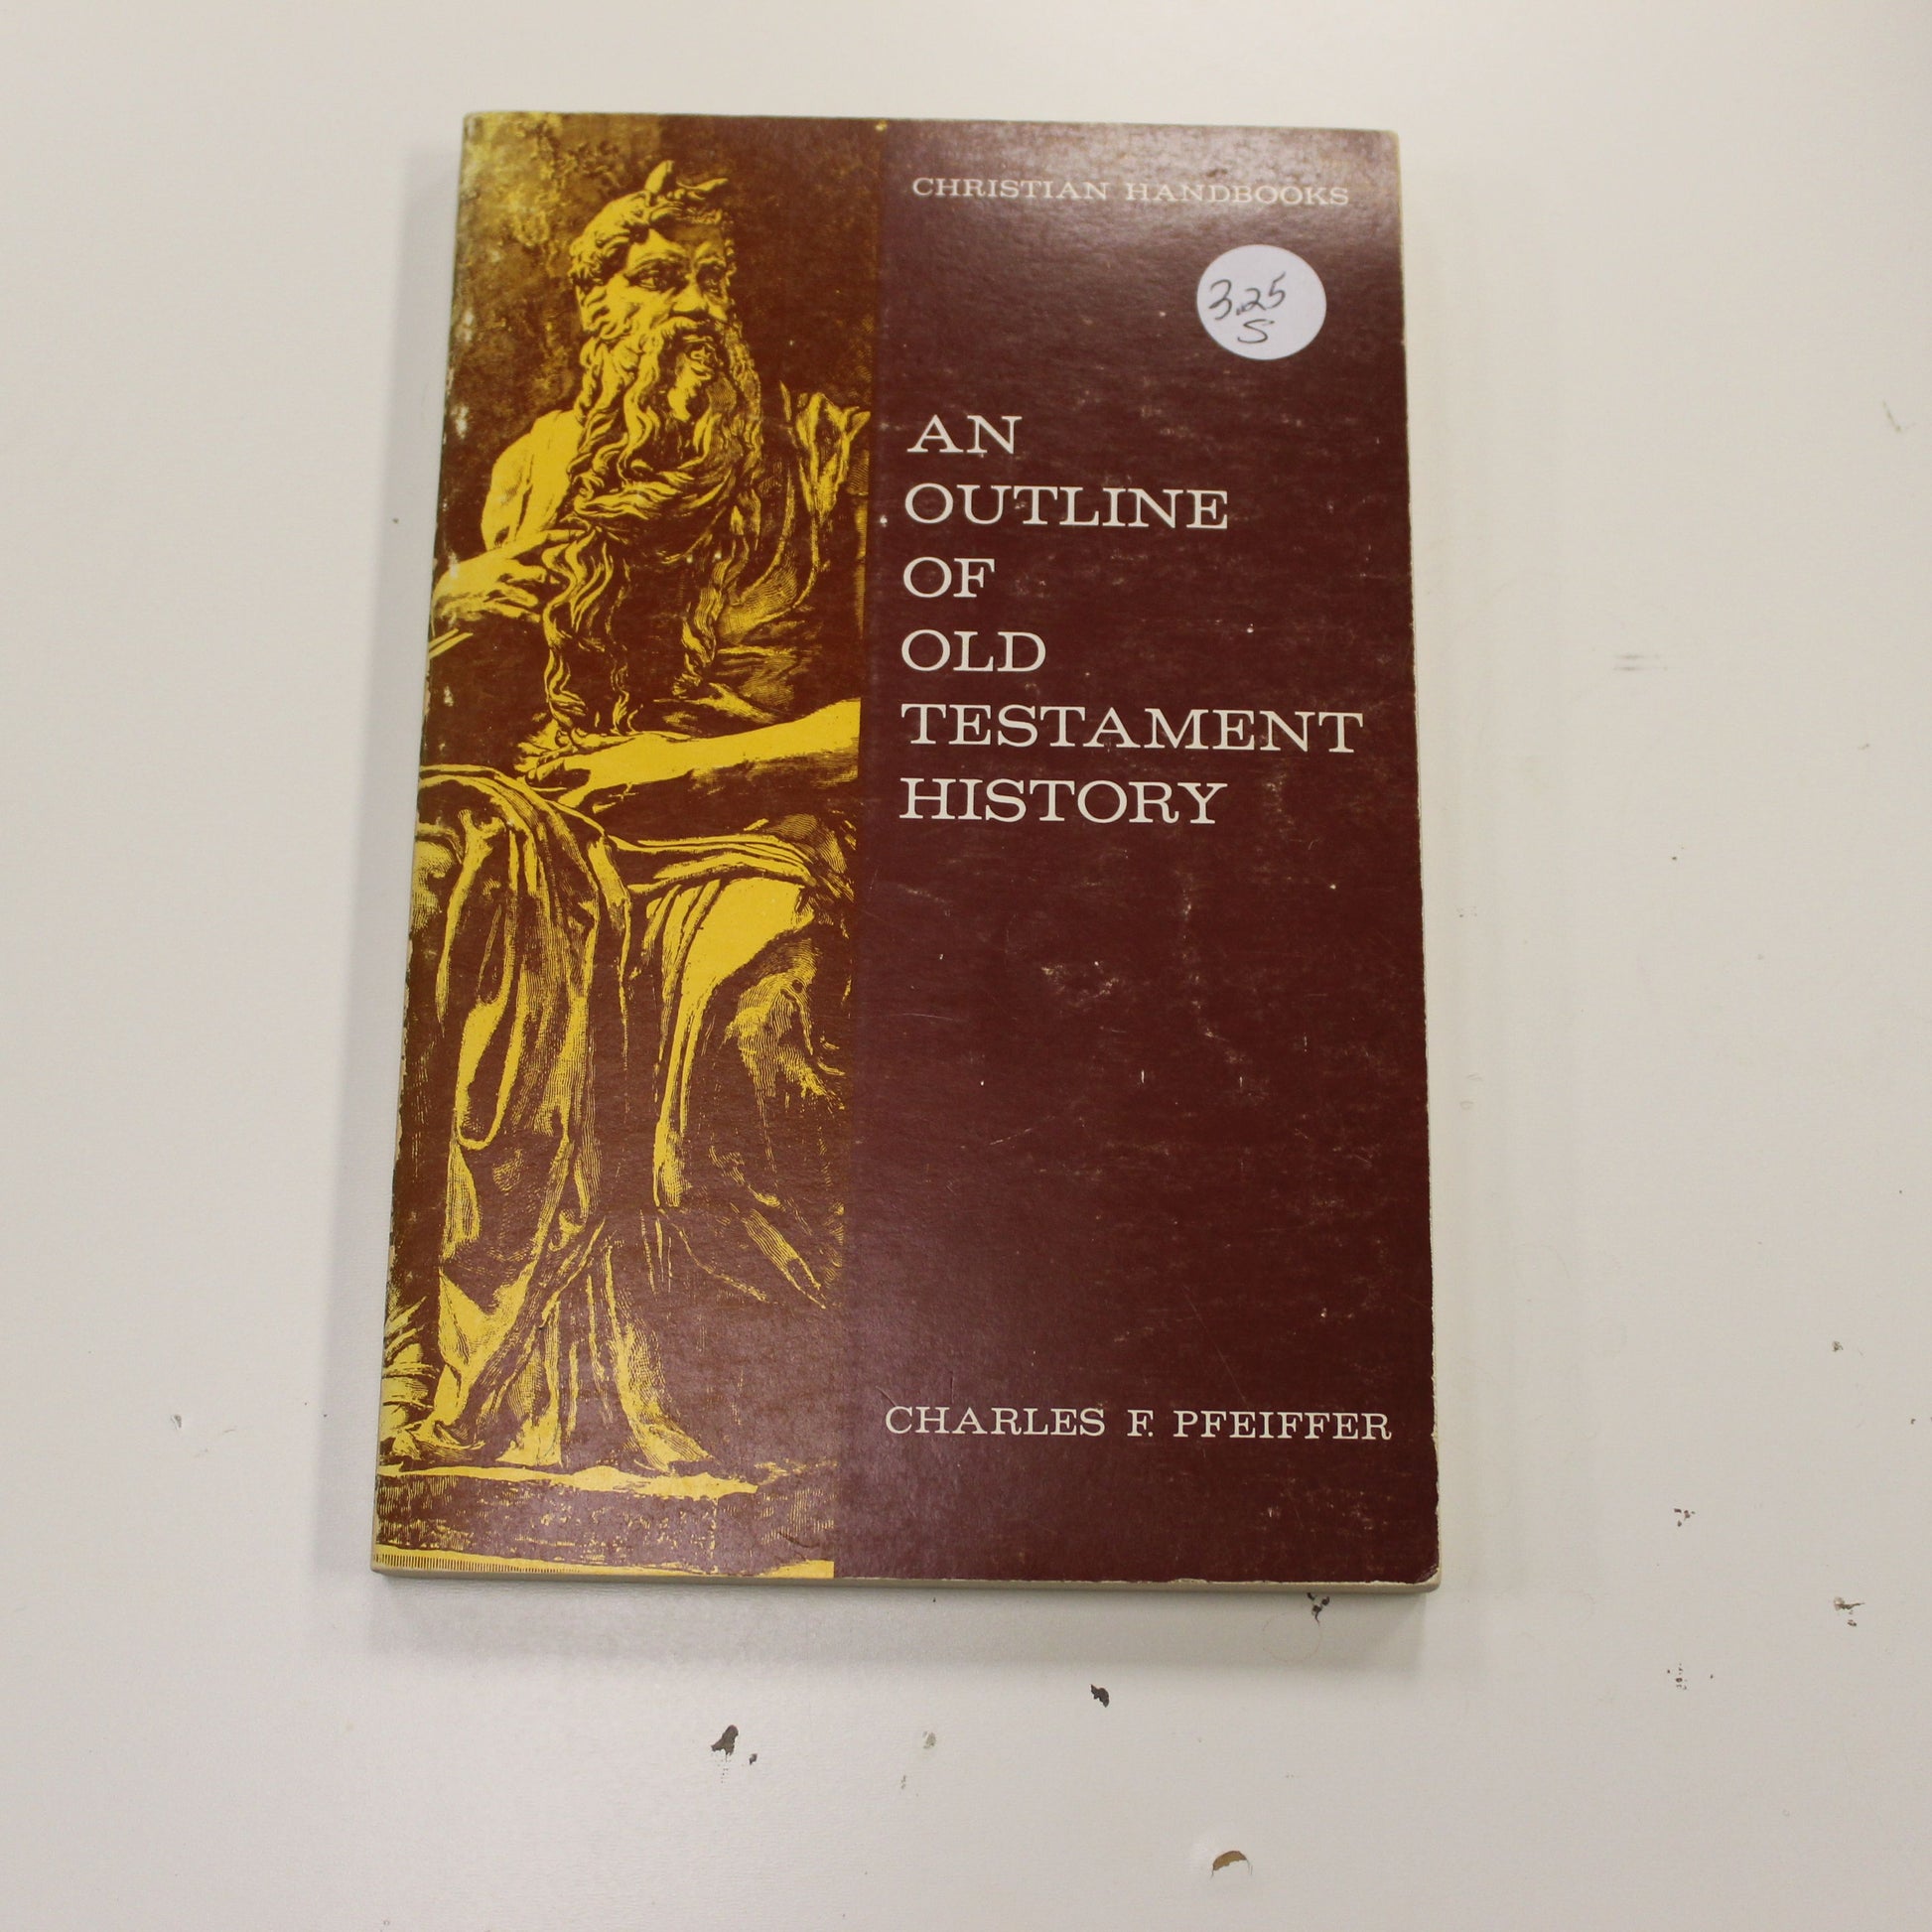 CHRISTIAN HANDBOOKS
3.25
S
AN
OUTLINE
OF
OLD
TESTAMENT
HISTORY
CHARLES F. PFEIFFER